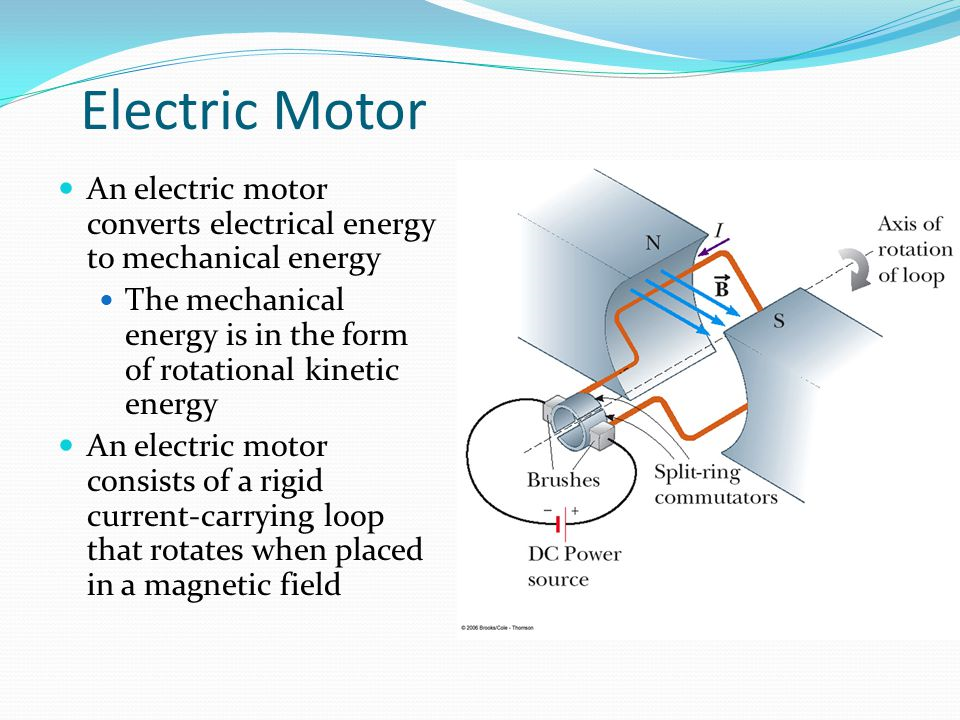 Electric Motor
An electric motor
converts electrical energy
to mechanical energy
The mechanical
energy is in the form
of rotational kinetic
energy
An electric motor
consists of a rigid
current-carrying loop
that rotates when placed
in a magnetic field
N
I
B
S
Axis of
rotation
of loop
Brushes
Split-ring
commutators
– +
DC Power
source
© 2006 Brooks/Cole - Thomson